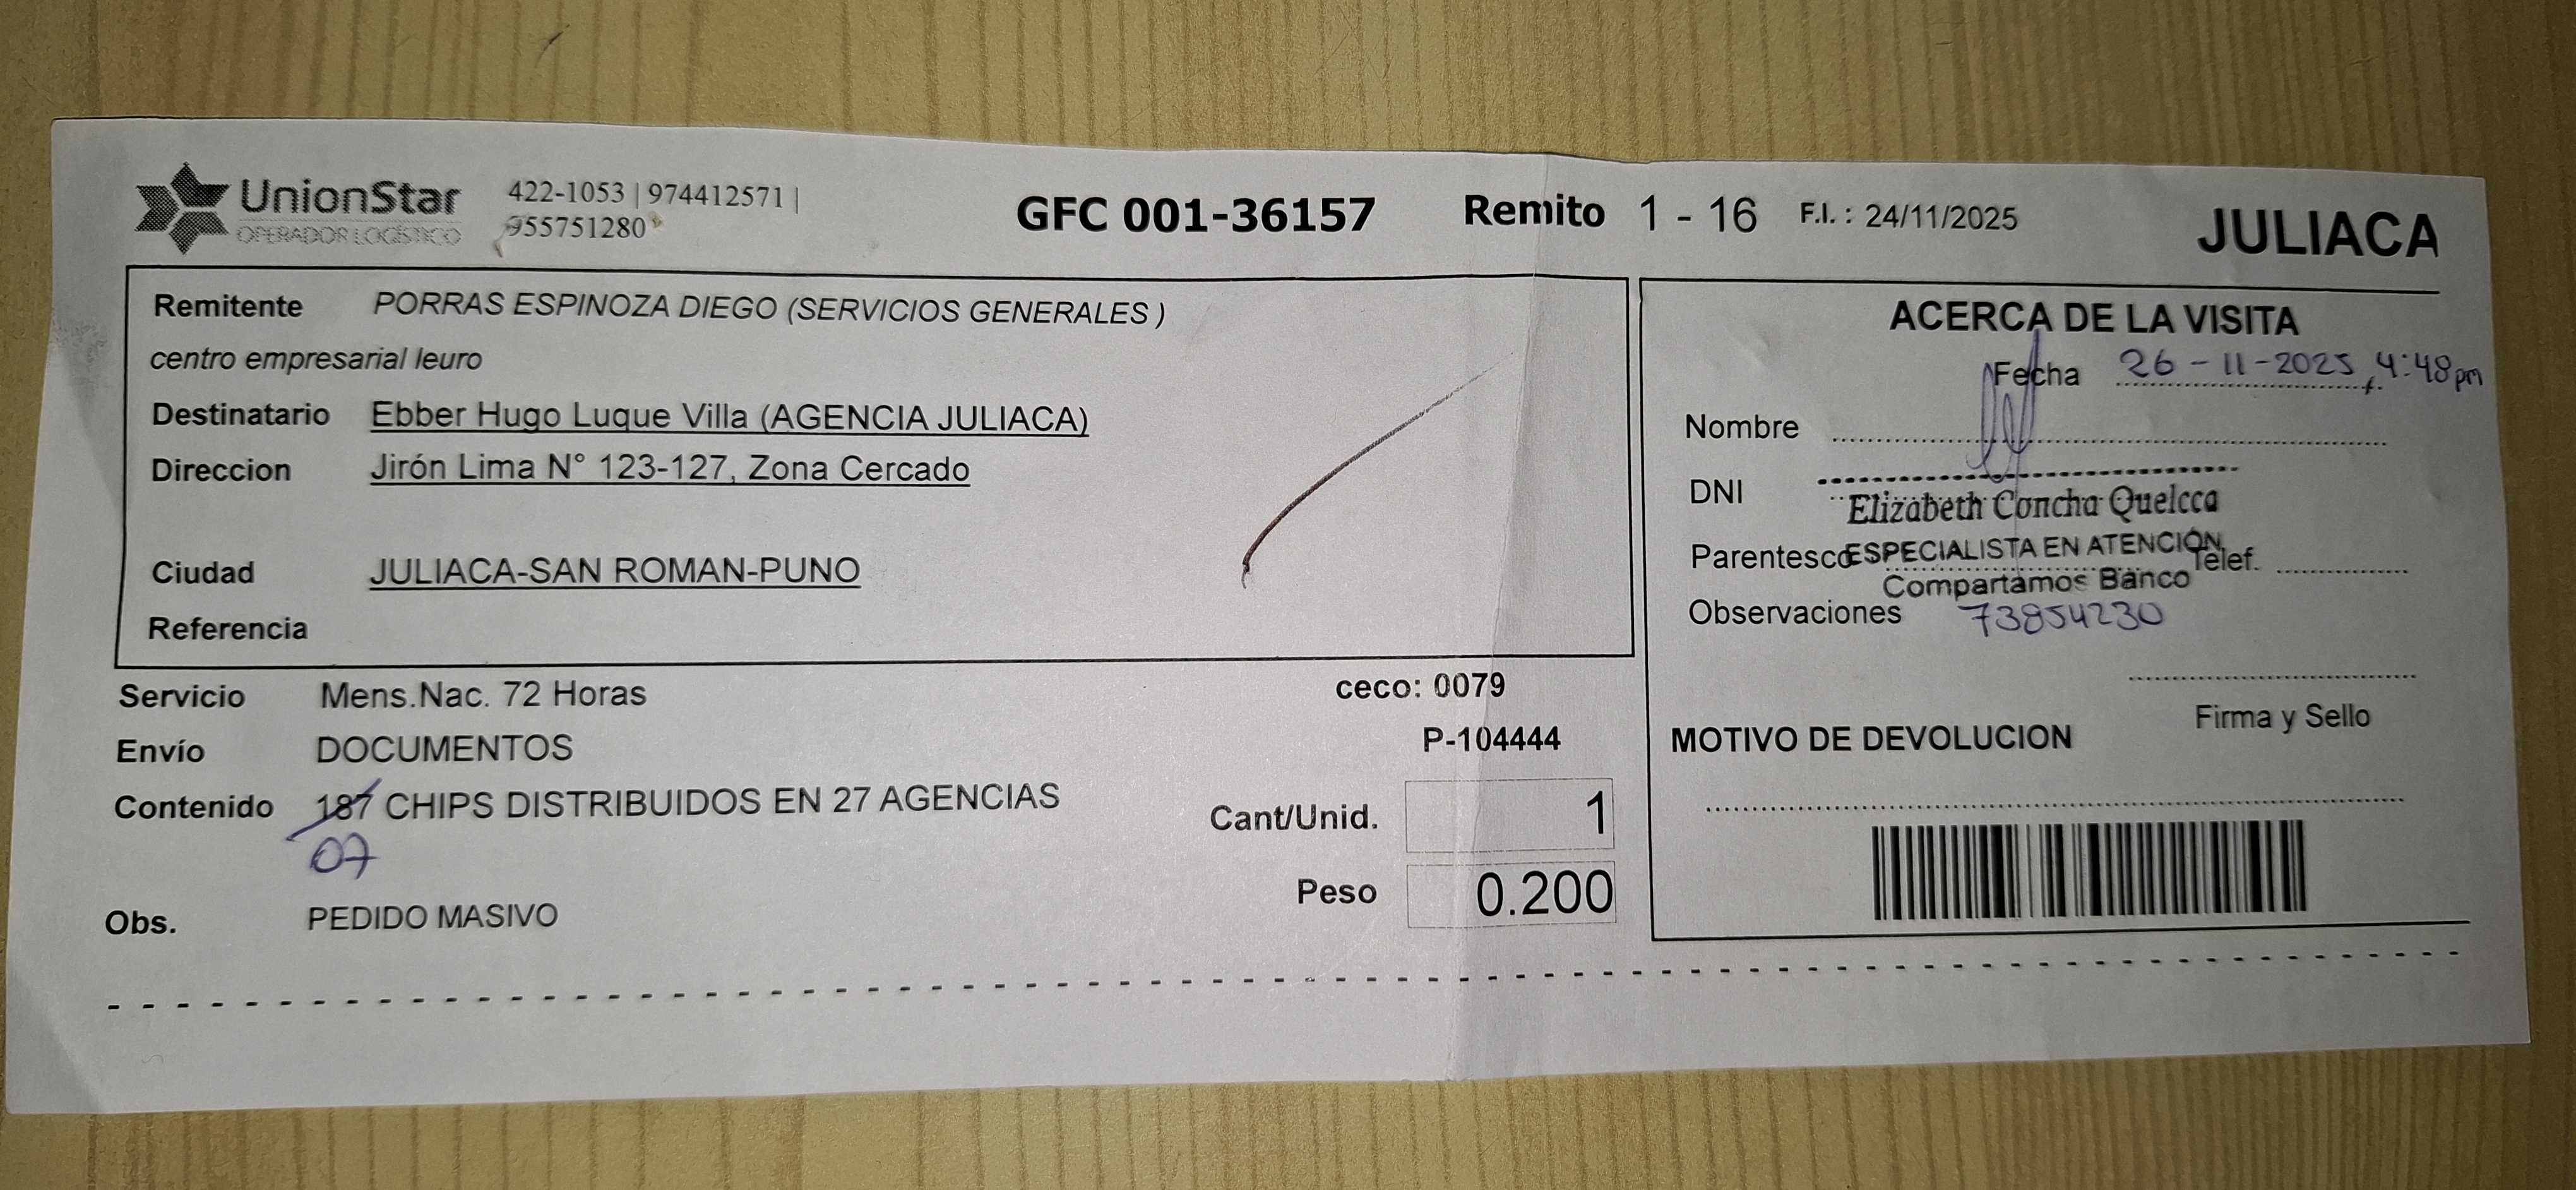 UnionStar
OPERADOR LOGÍSTICO
422-1053 | 974412571 |
955751280
GFC 001-36157 Remito 1 - 16 F.I. : 24/11/2025
JULIACA
Remitente PORRAS ESPINOZA DIEGO (SERVICIOS GENERALES )
centro empresarial leuro
Destinatario Ebber Hugo Luque Villa (AGENCIA JULIACA)
Direccion Jirón Lima N° 123-127, Zona Cercado
Ciudad JULIACA-SAN ROMAN-PUNO
Referencia
Servicio Mens.Nac. 72 Horas
ceco: 0079
Envío DOCUMENTOS
P-104444
Contenido 187 CHIPS DISTRIBUIDOS EN 27 AGENCIAS
07
Cant/Unid. 1
Peso 0.200
Obs. PEDIDO MASIVO
ACERCA DE LA VISITA
Fecha 26-11-2025, 4:48pm
Nombre
DNI
Elizabeth Concha Quelcca
Parentesco ESPECIALISTA EN ATENCIÓN Telef.
Compartamos Banco
Observaciones 73854230
Firma y Sello
MOTIVO DE DEVOLUCION